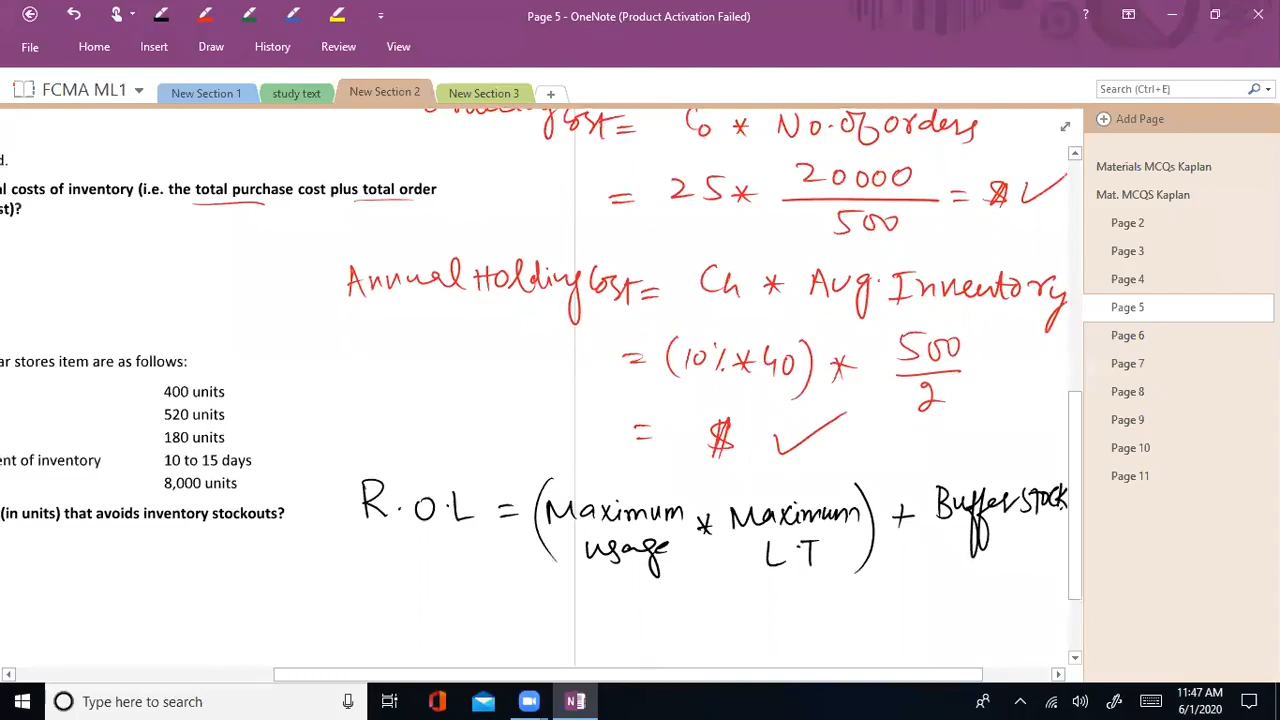 Page 5 - OneNote (Product Activation Failed)
?
File Home Insert Draw History Review View
FCMA ML1 New Section 1 study text New Section 2 New Section 3 +
Search (Ctrl+E)
Add Page
Materials MCQs Kaplan
Mat. MCQS Kaplan
Page 2
Page 3
Page 4
Page 5
Page 6
Page 7
Page 8
Page 9
Page 10
Page 11
Cost = Co * No. of orders
d.
al costs of inventory (i.e. the total purchase cost plus total order
st)?
= 25 * 20000 / 500 = $ ✓
Annual Holding Cost = Ch * Avg. Inventory
= (10% * 40) * 500 / 2
= $ ✓
ar stores item are as follows:
400 units
520 units
180 units
ent of inventory 10 to 15 days
8,000 units
(in units) that avoids inventory stockouts?
R.O.L = (Maximum usage * Maximum L.T) + Buffer stock
Type here to search
11:47 AM
6/1/2020